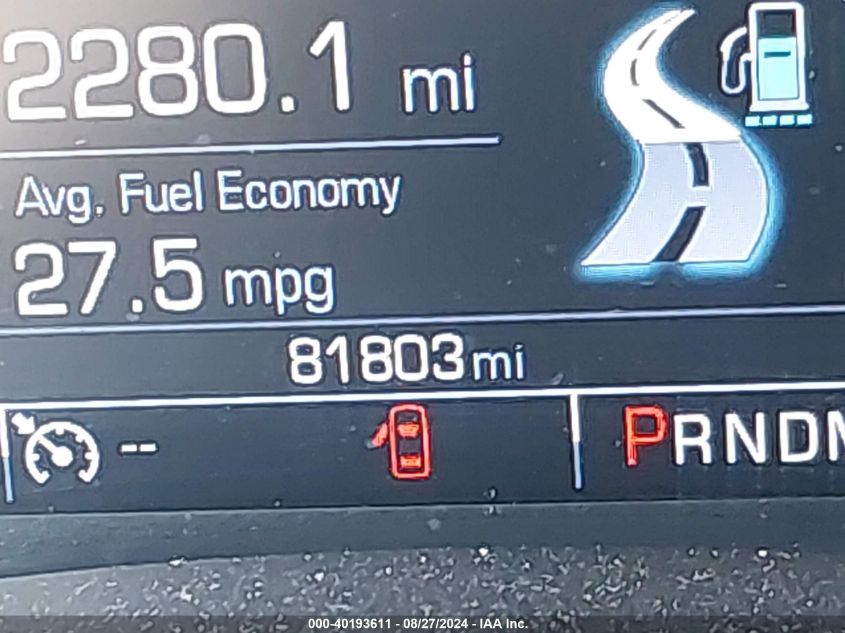 2280.1 mi
Avg. Fuel Economy
27.5 mpg
81803 mi
-- PRNDM
000-40193611 - 08/27/2024 - IAA Inc.